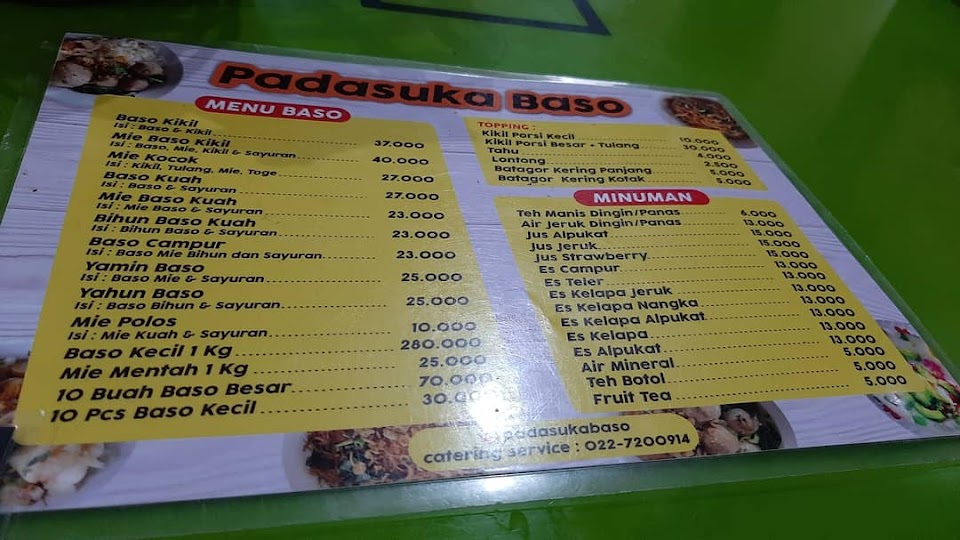 Padasuka Baso
MENU BASO
Baso Kikil
Isi : Baso & Kikil 37.000
Mie Baso Kikil
Isi : Baso, Mie, Kikil & Sayuran 40.000
Mie Kocok
Isi : Kikil, Tulang, Mie, Toge 27.000
Baso Kuah
Isi : Baso & Sayuran 27.000
Mie Baso Kuah
Isi : Mie Baso & Sayuran 23.000
Bihun Baso Kuah
Isi : Bihun Baso & Sayuran 23.000
Baso Campur
Isi : Baso Mie Bihun dan Sayuran 23.000
Yamin Baso
Isi : Baso Mie & Sayuran 25.000
Yahun Baso
Isi : Baso Bihun & Sayuran 25.000
Mie Polos
Isi : Mie Kuah & Sayuran 10.000
Baso Kecil 1 Kg 280.000
Mie Mentah 1 Kg 25.000
10 Buah Baso Besar 70.000
10 Pcs Baso Kecil 30.000
TOPPING :
Kikil Porsi Kecil 10.000
Kikil Porsi Besar + Tulang 30.000
Tahu 4.000
Lontong 2.500
Batagor Kering Panjang 5.000
Batagor Kering Kotak 5.000
MINUMAN
Teh Manis Dingin/Panas 6.000
Air Jeruk Dingin/Panas 13.000
Jus Alpukat 15.000
Jus Jeruk 15.000
Jus Strawberry 15.000
Es Campur 13.000
Es Teler 13.000
Es Kelapa Jeruk 13.000
Es Kelapa Nangka 13.000
Es Kelapa Alpukat 13.000
Es Kelapa 13.000
Es Alpukat 13.000
Air Mineral 5.000
Teh Botol 5.000
Fruit Tea 5.000
padasukabaso
catering service : 022-7200914